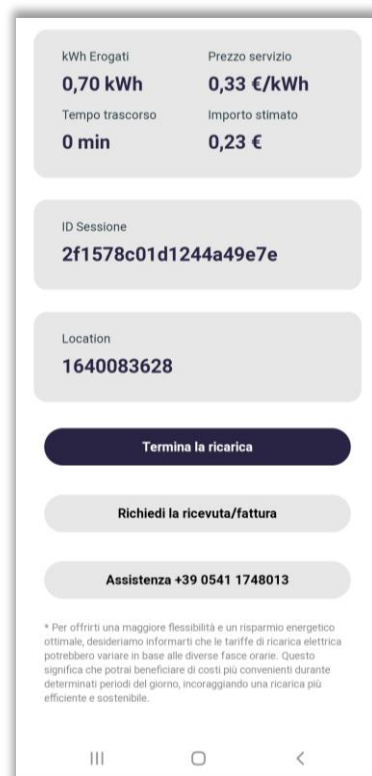 kWh Erogati
Prezzo servizio
0,70 kWh
0,33 €/kWh
Tempo trascorso
Importo stimato
0 min
0,23 €
ID Sessione
2f1578c01d1244a49e7e
Location
1640083628
Termina la ricarica
Richiedi la ricevuta/fattura
Assistenza +39 0541 1748013
* Per offrirti una maggiore flessibilità e un risparmio energetico
ottimale, desideriamo informarti che le tariffe di ricarica elettrica
potrebbero variare in base alle diverse fasce orarie. Questo
significa che potrai beneficiare di costi più convenienti durante
determinati periodi del giorno, incoraggiando una ricarica più
efficiente e sostenibile.